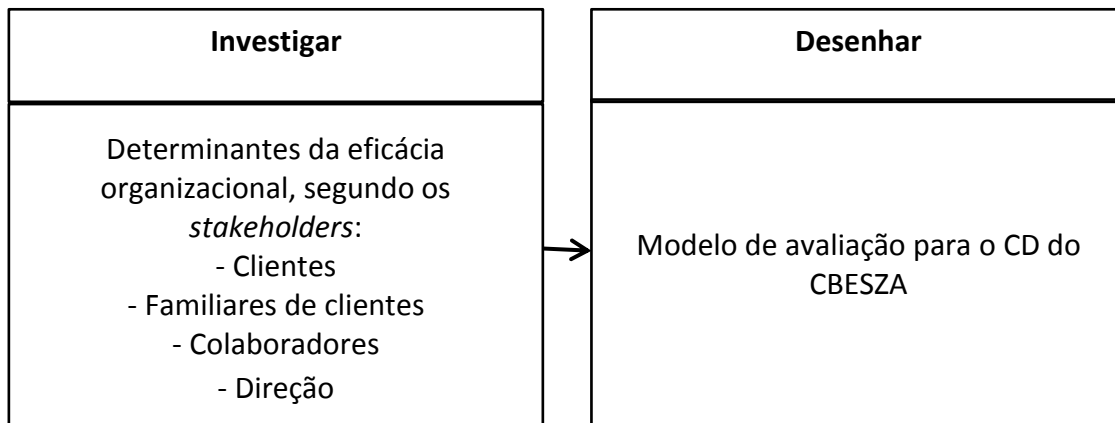 Investigar
Determinantes da eficácia
organizacional, segundo os
stakeholders:
- Clientes
- Familiares de clientes
- Colaboradores
- Direção
Desenhar
Modelo de avaliação para o CD do
CBESZA